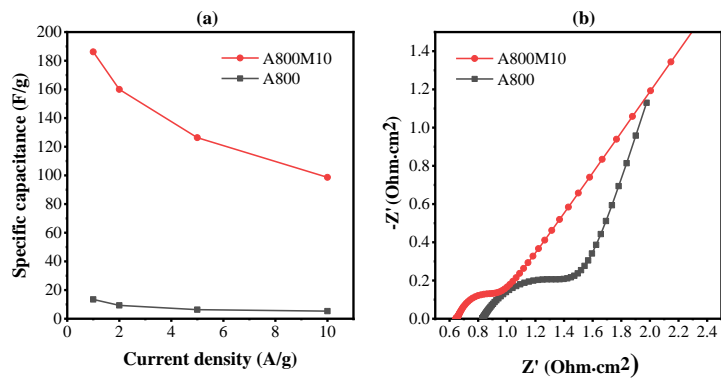 (a)
Specific capacitance (F/g)
200
180
160
140
120
100
80
60
40
20
0
A800M10
A800
0
2
4
6
8
10
Current density (A/g)
(b)
-Z' (Ohm·cm2)
1.4
1.2
1.0
0.8
0.6
0.4
0.2
0.0
A800M10
A800
0.6 0.8 1.0 1.2 1.4 1.6 1.8 2.0 2.2 2.4
Z' (Ohm·cm2)